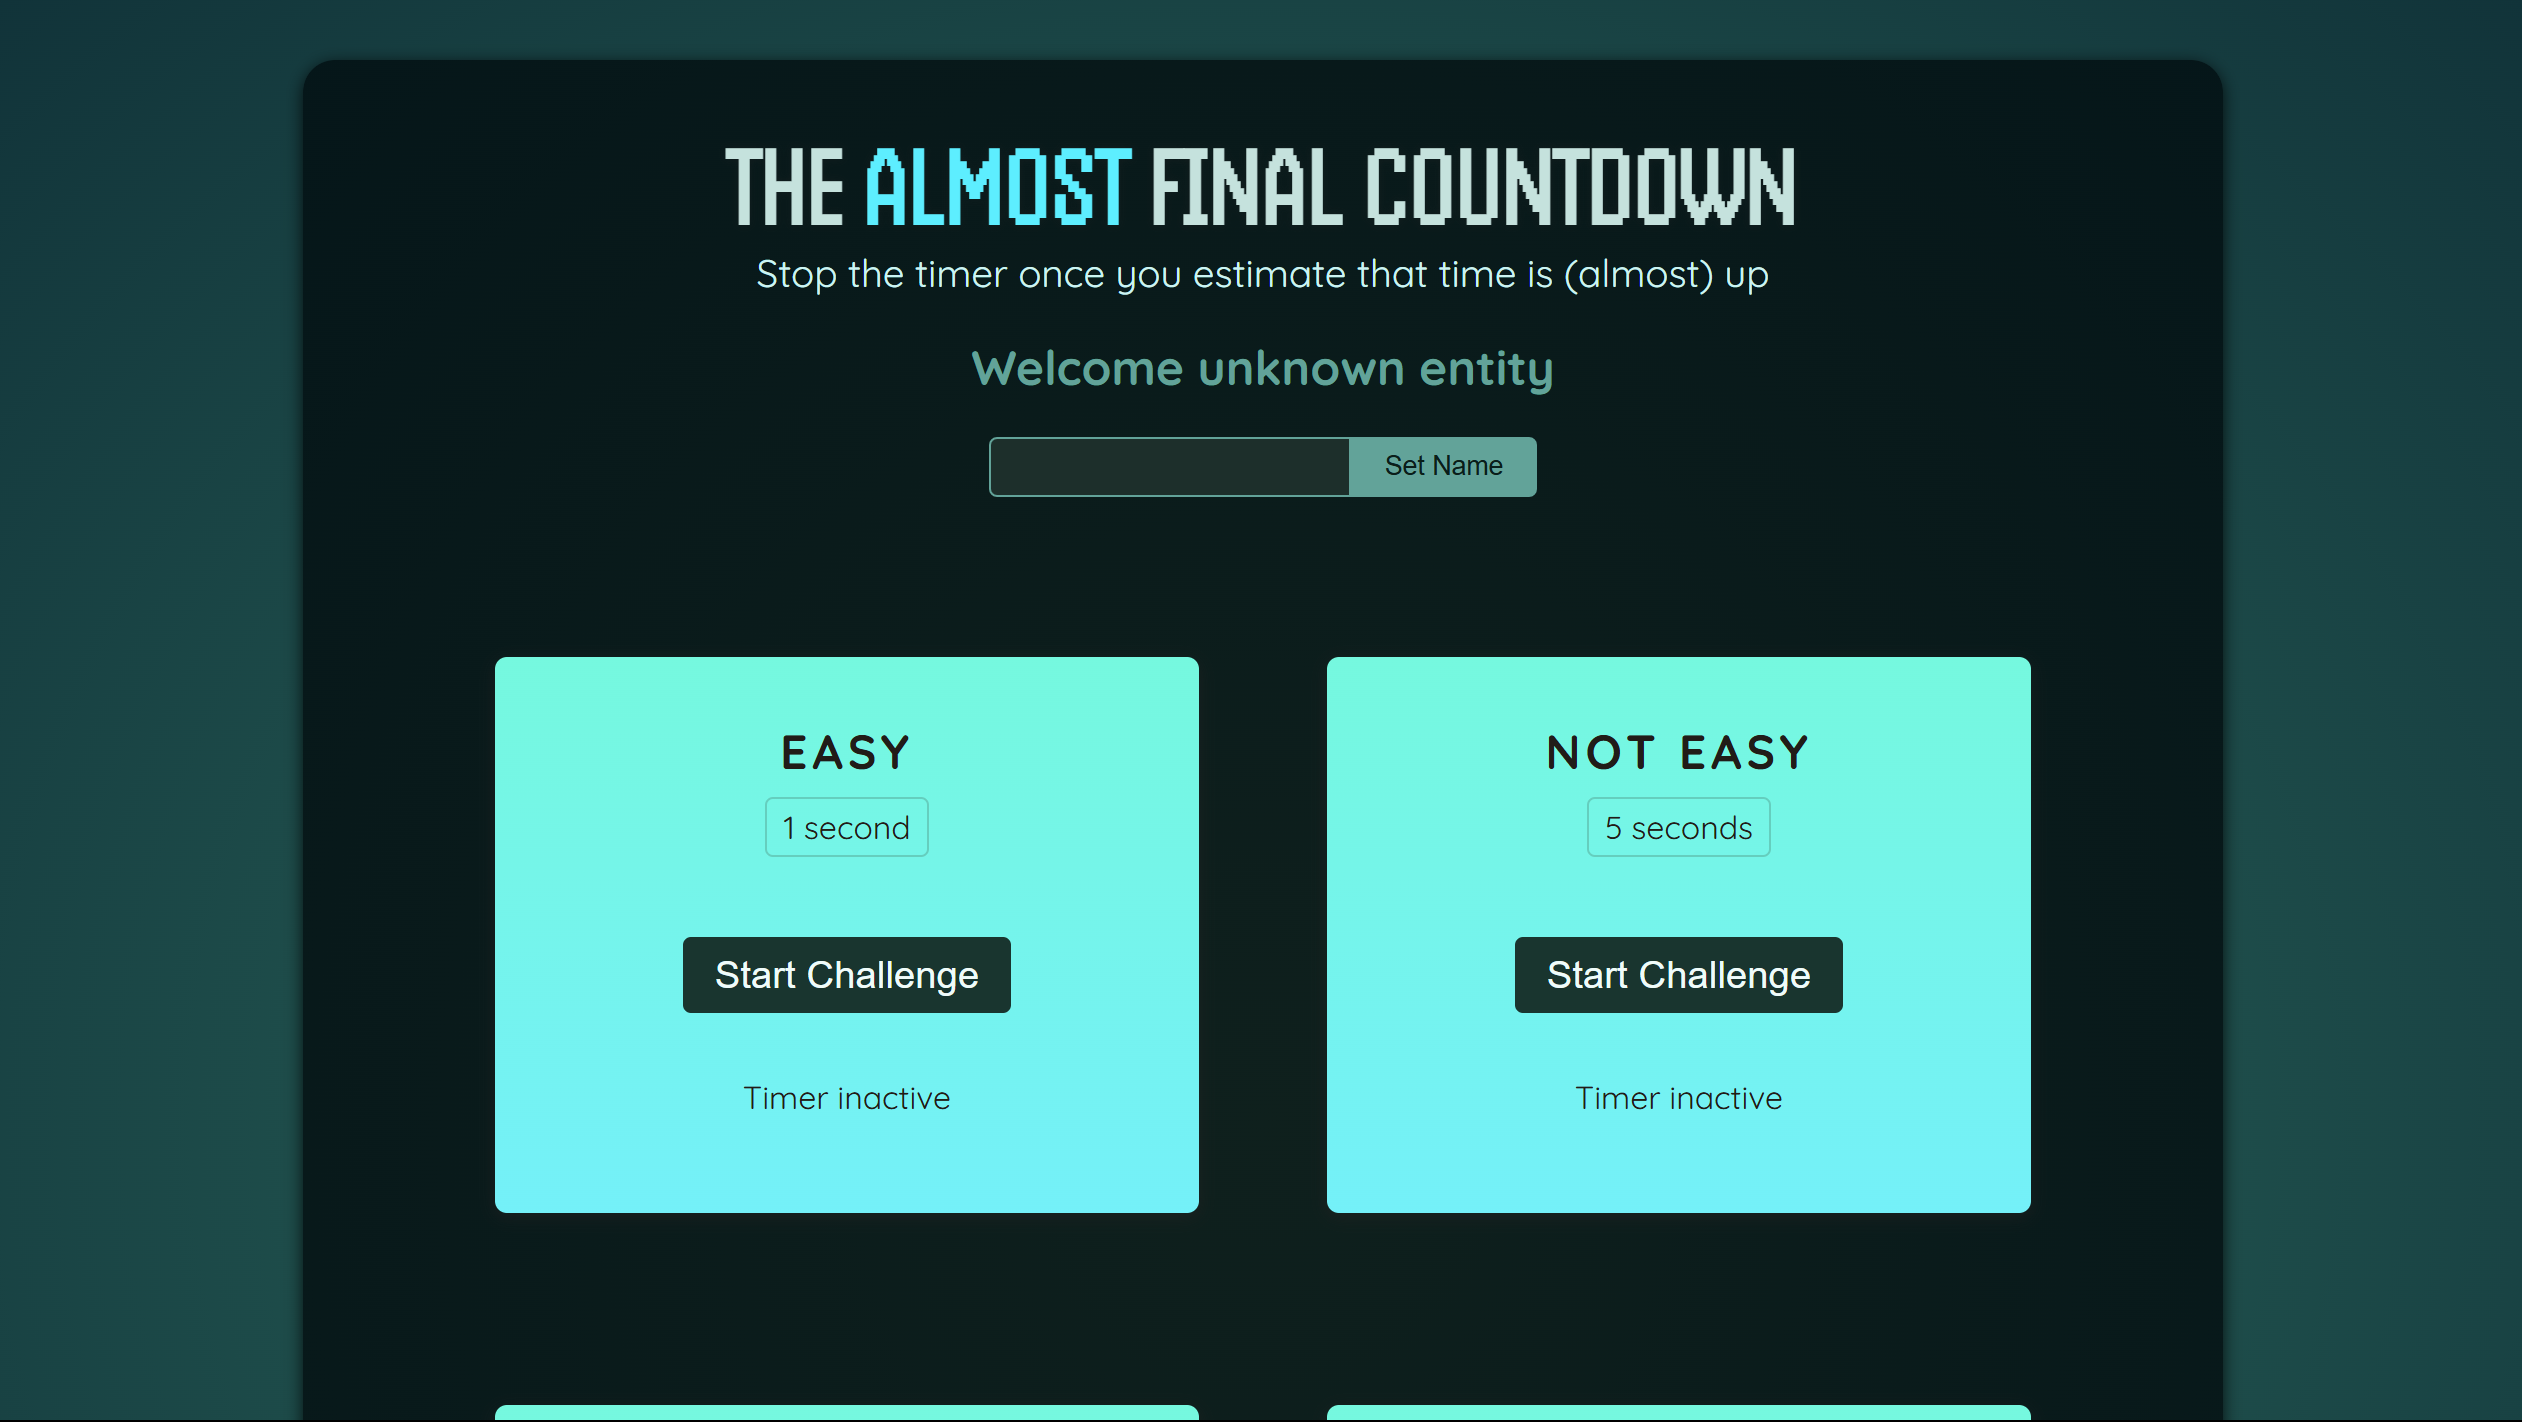 THE ALMOST FINAL COUNTDOWN
Stop the timer once you estimate that time is (almost) up
Welcome unknown entity
Set Name
EASY
1 second
Start Challenge
Timer inactive
NOT EASY
5 seconds
Start Challenge
Timer inactive